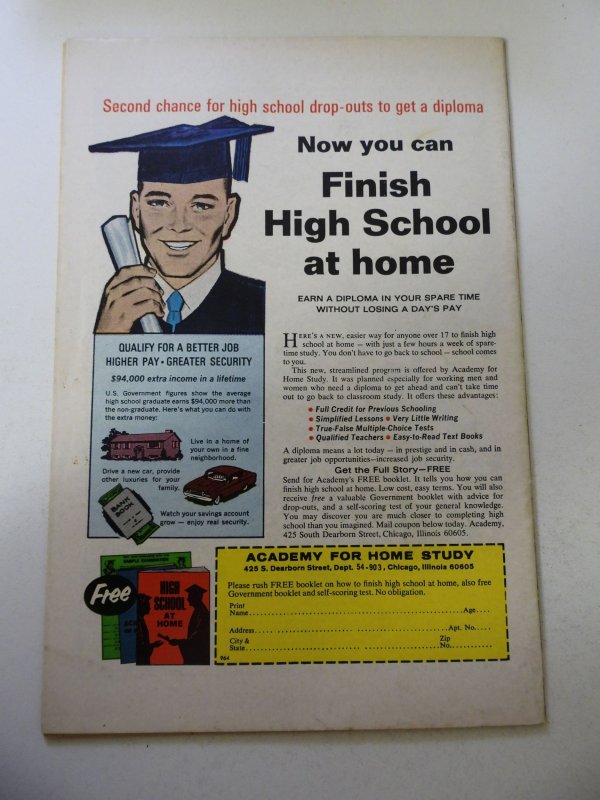 Second chance for high school drop-outs to get a diploma
Now you can
Finish
High School
at home
EARN A DIPLOMA IN YOUR SPARE TIME
WITHOUT LOSING A DAY'S PAY
QUALIFY FOR A BETTER JOB
HIGHER PAY • GREATER SECURITY
$94,000 extra income in a lifetime
U.S. Government figures show the average
high school graduate earns $94,000 more than
the non-graduate. Here's what you can do with
the extra money:
Live in a home of
your own in a fine
neighborhood.
Drive a new car, provide
other luxuries for your
family.
BANK
BOOK
Watch your savings account
grow — enjoy real security.
HERE'S A NEW, easier way for anyone over 17 to finish high
school at home — with just a few hours a week of spare-
time study. You don't have to go back to school — school comes
to you.
This new, streamlined program is offered by Academy for
Home Study. It was planned especially for working men and
women who need a diploma to get ahead and can't take time
out to go back to classroom study. It offers these advantages:
• Full Credit for Previous Schooling
• Simplified Lessons • Very Little Writing
• True-False Multiple-Choice Tests
• Qualified Teachers • Easy-to-Read Text Books
A diploma means a lot today — in prestige and in cash, and in
greater job opportunities—increased job security.
Get the Full Story—FREE
Send for Academy's FREE booklet. It tells you how you can
finish high school at home. Low cost, easy terms. You will also
receive free a valuable Government booklet with advice for
drop-outs, and a self-scoring test of your general knowledge.
You may discover you are much closer to completing high
school than you imagined. Mail coupon below today. Academy,
425 South Dearborn Street, Chicago, Illinois 60605.
Free
HIGH
SCHOOL
AT
HOME
ACADEMY FOR HOME STUDY
425 S. Dearborn Street, Dept. 54-903, Chicago, Illinois 60605
Please rush FREE booklet on how to finish high school at home, also free
Government booklet and self-scoring test. No obligation.
Print
Name Age
Address Apt. No.
City & Zip
State No.
964